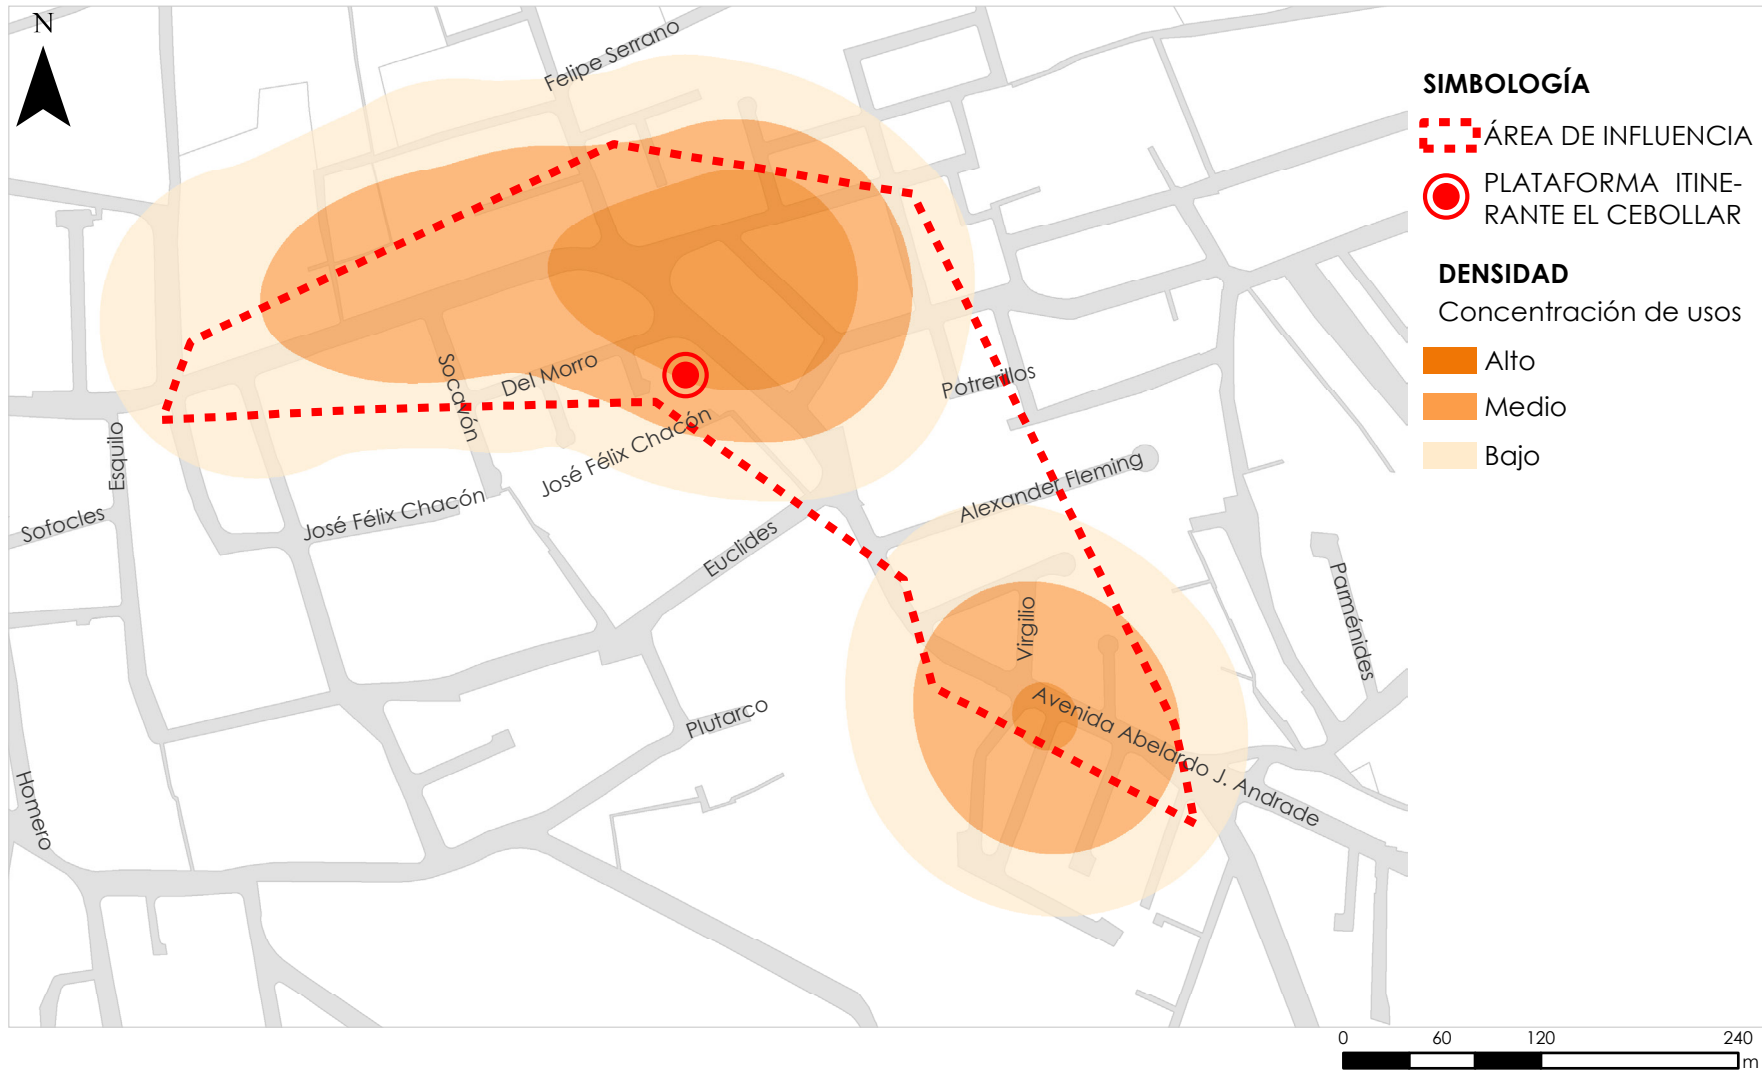 N
Felipe Serrano
Socavón
Del Morro
José Félix Chacón
Potrerillos
Esquilo
Sofocles
José Félix Chacón
Euclides
Alexander Fleming
Virgilio
Parménides
Avenida Abelardo J. Andrade
Plutarco
Homero
SIMBOLOGÍA
ÁREA DE INFLUENCIA
PLATAFORMA ITINE-
RANTE EL CEBOLLAR
DENSIDAD
Concentración de usos
Alto
Medio
Bajo
0 60 120 240
m